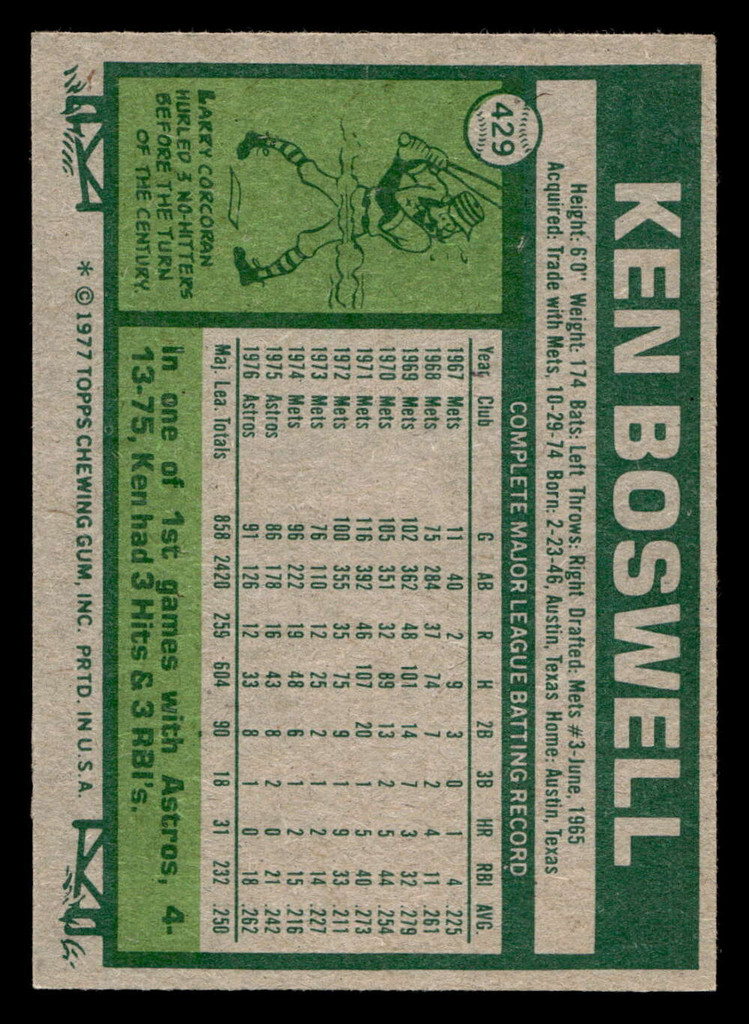 429
KEN BOSWELL
Height: 6'0" Weight: 174 Bats: Left Throws: Right Drafted: Mets #3-June, 1965
Acquired: Trade with Mets, 10-29-74 Born: 2-23-46, Austin, Texas Home: Austin, Texas
COMPLETE MAJOR LEAGUE BATTING RECORD
Year Club G AB R H 2B 3B HR RBI AVG.
1967 Mets 11 40 2 9 3 0 1 4 .225
1968 Mets 75 284 37 74 7 2 4 11 .261
1969 Mets 102 362 48 101 14 7 3 32 .279
1970 Mets 105 351 32 89 13 2 5 44 .254
1971 Mets 116 392 46 107 20 1 5 40 .273
1972 Mets 100 355 35 75 9 1 9 33 .211
1973 Mets 76 110 12 25 2 1 2 14 .227
1974 Mets 96 222 19 48 6 1 2 15 .216
1975 Astros 86 178 16 43 8 2 0 21 .242
1976 Astros 91 126 12 33 8 1 0 18 .262
Maj. Lea. Totals 858 2420 259 604 90 18 31 232 .250
LARRY CORCORAN
HURLED 3 NO-HITTERS
BEFORE THE TURN
OF THE CENTURY.
In one of 1st games with Astros, 4-
13-75, Ken had 3 Hits & 3 RBI's.
* © 1977 TOPPS CHEWING GUM, INC. PRTD. IN U.S.A.